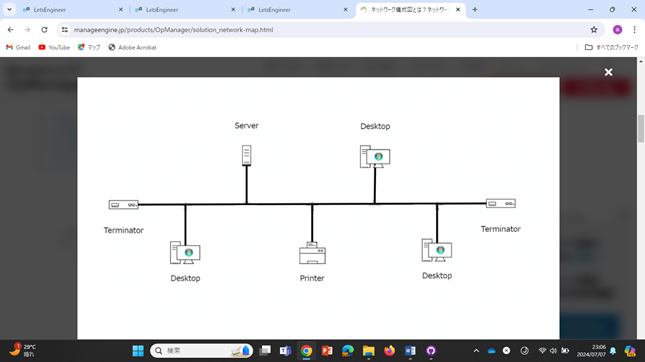 LetsEngineer
LetsEngineer
LetsEngineer
ネットワーク構成図とは？ネットワー
manageengine.jp/products/OpManager/solution_network-map.html
Gmail
YouTube
マップ
Adobe Acrobat
すべてのブックマーク
Server
Desktop
Terminator
Terminator
Desktop
Printer
Desktop
29°C
晴れ
検索
23:06
2024/07/07